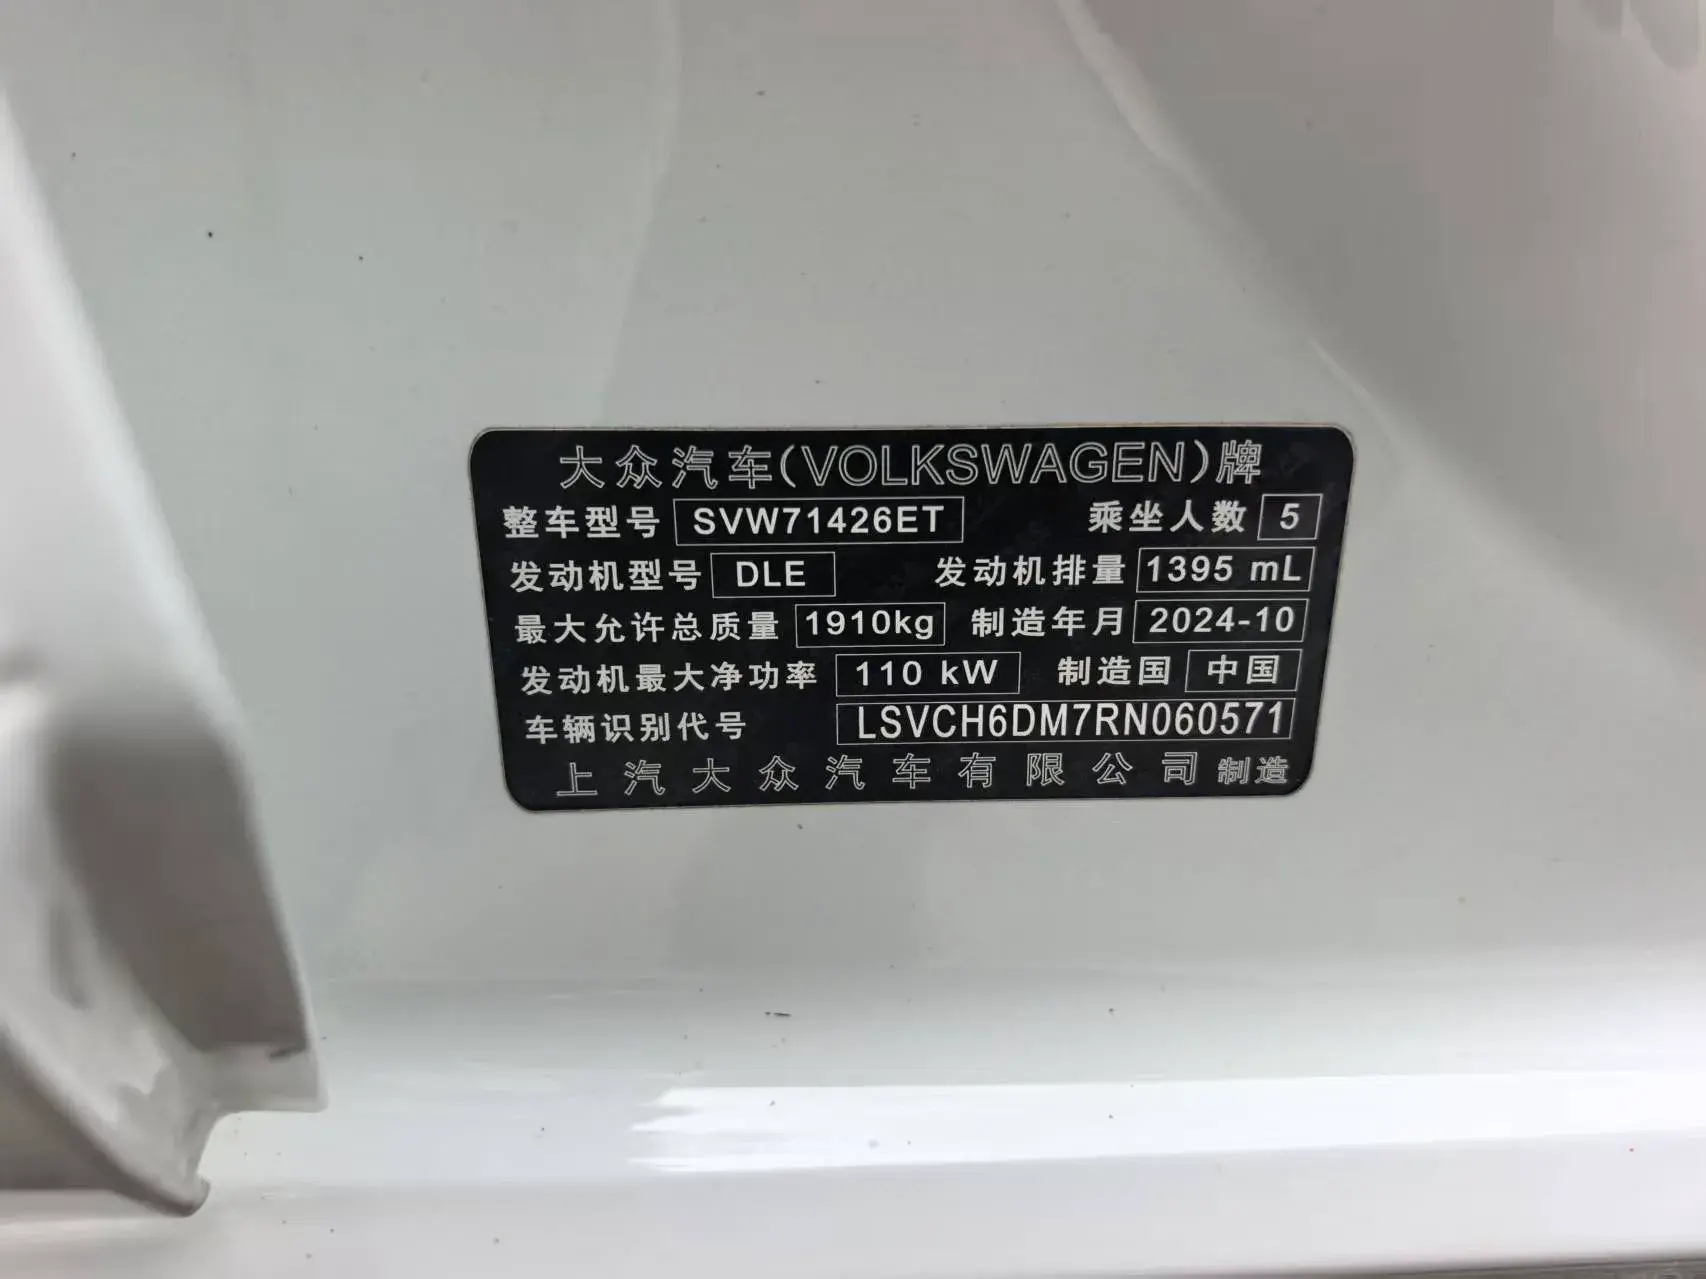 大众汽车(VOLKSWAGEN)牌
整车型号 SVW71426ET 乘坐人数 5
发动机型号 DLE 发动机排量 1395 mL
最大允许总质量 1910kg 制造年月 2024-10
发动机最大净功率 110 kW 制造国 中国
车辆识别代号 LSVCH6DM7RN060571
上汽大众汽车有限公司 制造